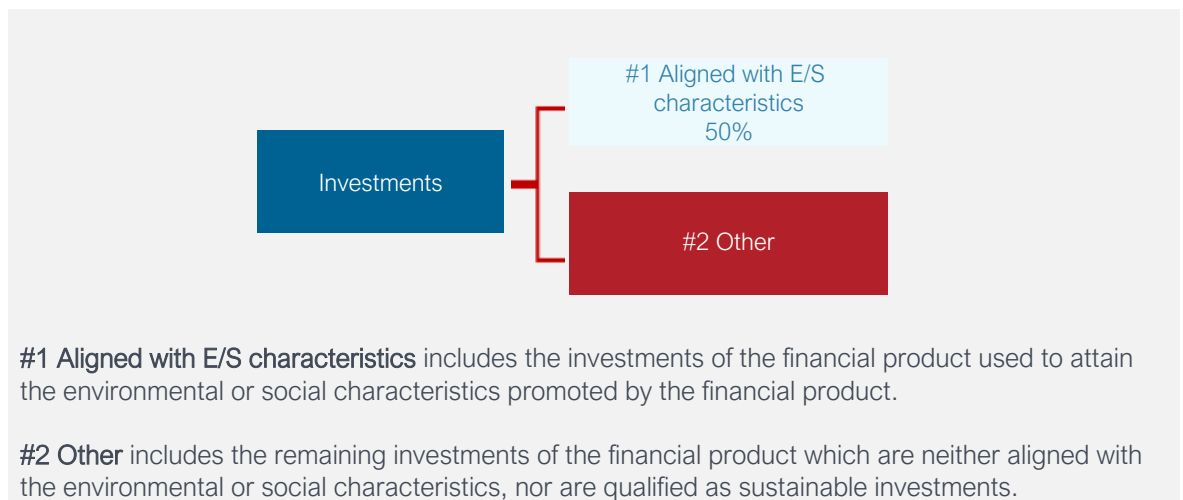 #1 Aligned with E/S
characteristics
50%
Investments
#2 Other
#1 Aligned with E/S characteristics includes the investments of the financial product used to attain
the environmental or social characteristics promoted by the financial product.
#2 Other includes the remaining investments of the financial product which are neither aligned with
the environmental or social characteristics, nor are qualified as sustainable investments.